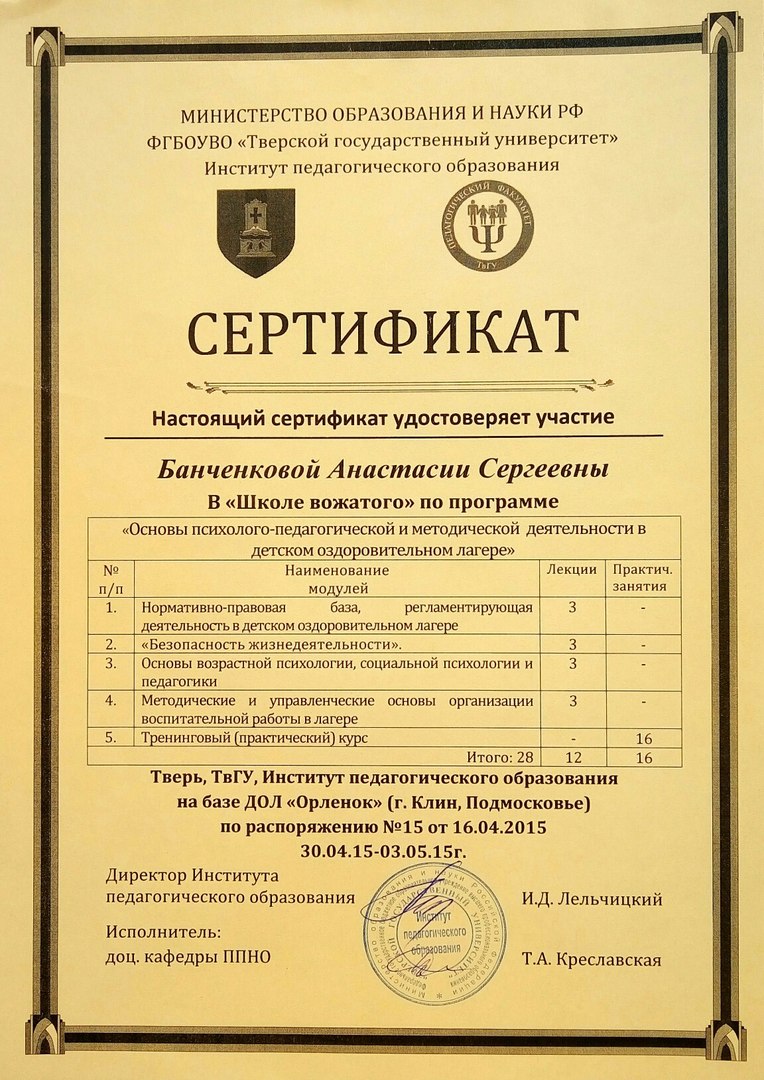 МИНИСТЕРСТВО ОБРАЗОВАНИЯ И НАУКИ РФ
ФГБОУВО «Тверской государственный университет»
Институт педагогического образования
ПЕДАГОГИЧЕСКИЙ ФАКУЛЬТЕТ
ТвГУ
СЕРТИФИКАТ
Настоящий сертификат удостоверяет участие
Банченковой Анастасии Сергеевны
В «Школе вожатого» по программе
«Основы психолого-педагогической и методической деятельности в
детском оздоровительном лагере»
№ Наименование Лекции Практич.
п/п модулей занятия
1. Нормативно-правовая база, регламентирующая 3 -
деятельность в детском оздоровительном лагере
2. «Безопасность жизнедеятельности». 3 -
3. Основы возрастной психологии, социальной психологии и 3 -
педагогики
4. Методические и управленческие основы организации 3 -
воспитательной работы в лагере
5. Тренинговый (практический) курс - 16
Итого: 28 12 16
Тверь, ТвГУ, Институт педагогического образования
на базе ДОЛ «Орленок» (г. Клин, Подмосковье)
по распоряжению №15 от 16.04.2015
30.04.15-03.05.15г.
Директор Института
педагогического образования И.Д. Лельчицкий
Исполнитель:
доц. кафедры ППНО Т.А. Креславская
Институт
педагогического
образования